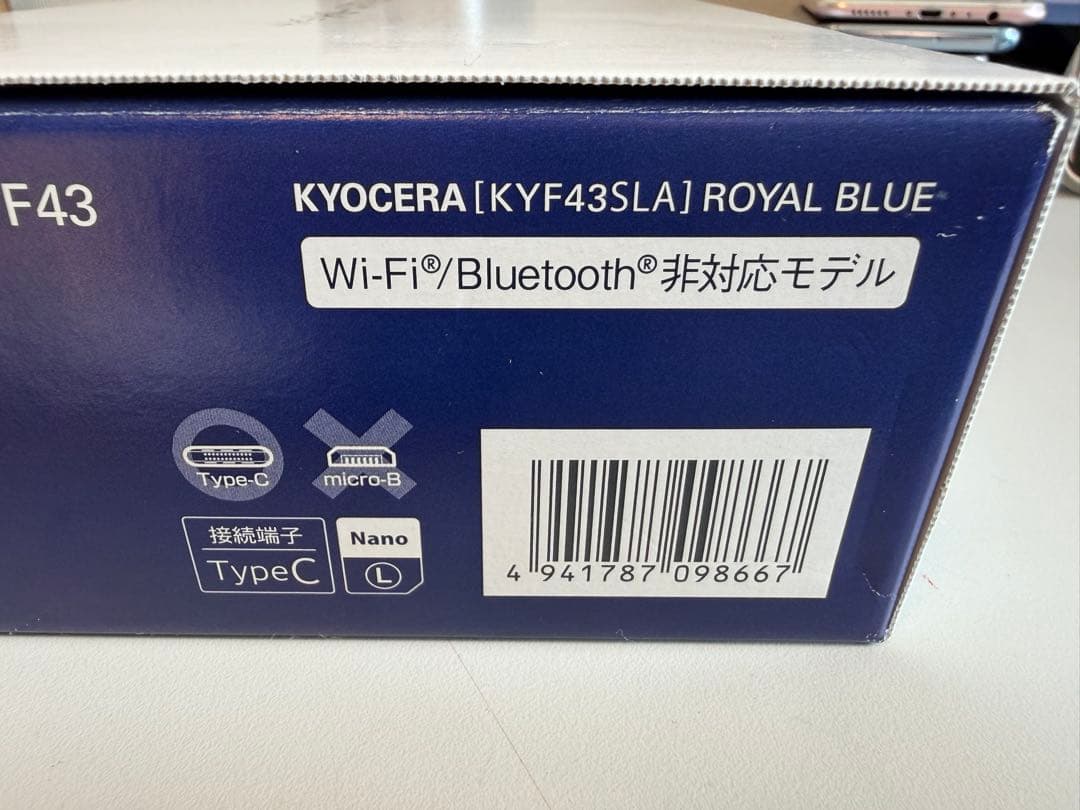 F43
KYOCERA [KYF43SLA] ROYAL BLUE
Wi-Fi®/Bluetooth®非対応モデル
Type-C
micro-B
接続端子
TypeC
Nano
L
4 941787 098667